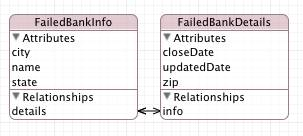 FailedBankInfo
Attributes
city
name
state
Relationships
details
FailedBankDetails
Attributes
closeDate
updatedDate
zip
Relationships
info